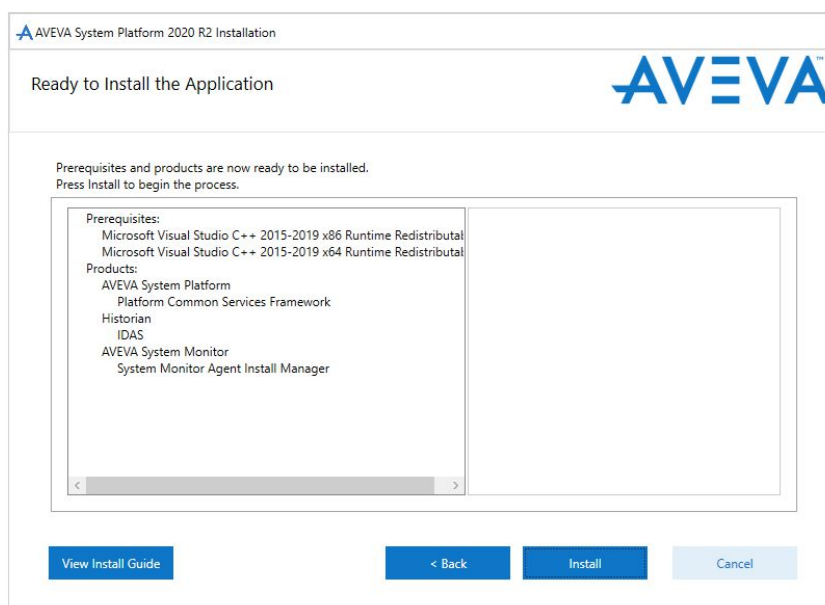 AVEVA System Platform 2020 R2 Installation
Ready to Install the Application
AVEVA™
Prerequisites and products are now ready to be installed.
Press Install to begin the process.
Prerequisites:
Microsoft Visual Studio C++ 2015-2019 x86 Runtime Redistributal
Microsoft Visual Studio C++ 2015-2019 x64 Runtime Redistributal
Products:
AVEVA System Platform
Platform Common Services Framework
Historian
IDAS
AVEVA System Monitor
System Monitor Agent Install Manager
View Install Guide
< Back
Install
Cancel